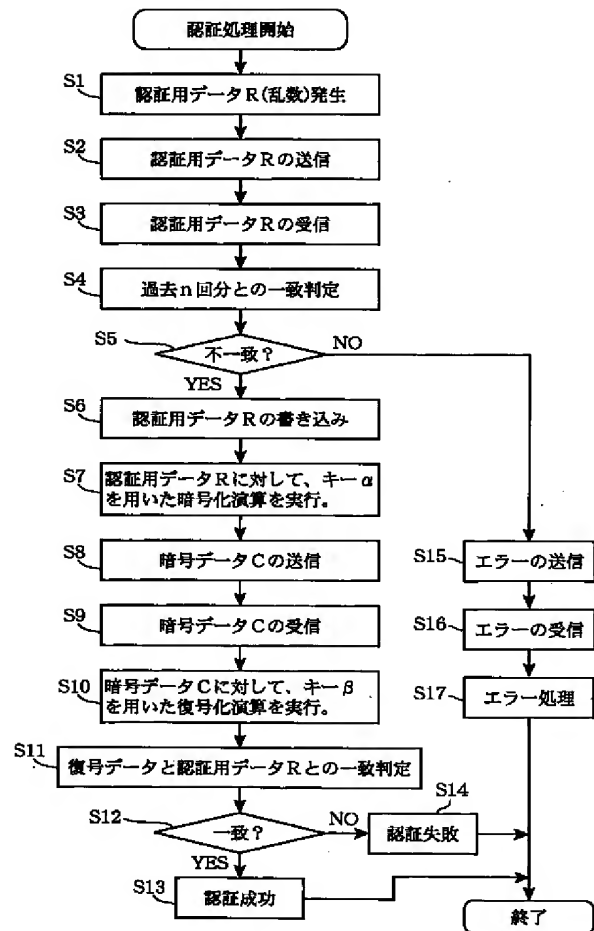 認証処理開始
S1
認証用データR(乱数)発生
S2
認証用データRの送信
S3
認証用データRの受信
S4
過去n回分との一致判定
S5
不一致？
NO
YES
S6
認証用データRの書き込み
S7
認証用データRに対して、キーα
を用いた暗号化演算を実行。
S8
暗号データCの送信
S15
エラーの送信
S9
暗号データCの受信
S16
エラーの受信
S10
暗号データCに対して、キーβ
を用いた復号化演算を実行。
S17
エラー処理
S11
復号データと認証用データRとの一致判定
S12
一致？
NO
S14
認証失敗
YES
S13
認証成功
終了